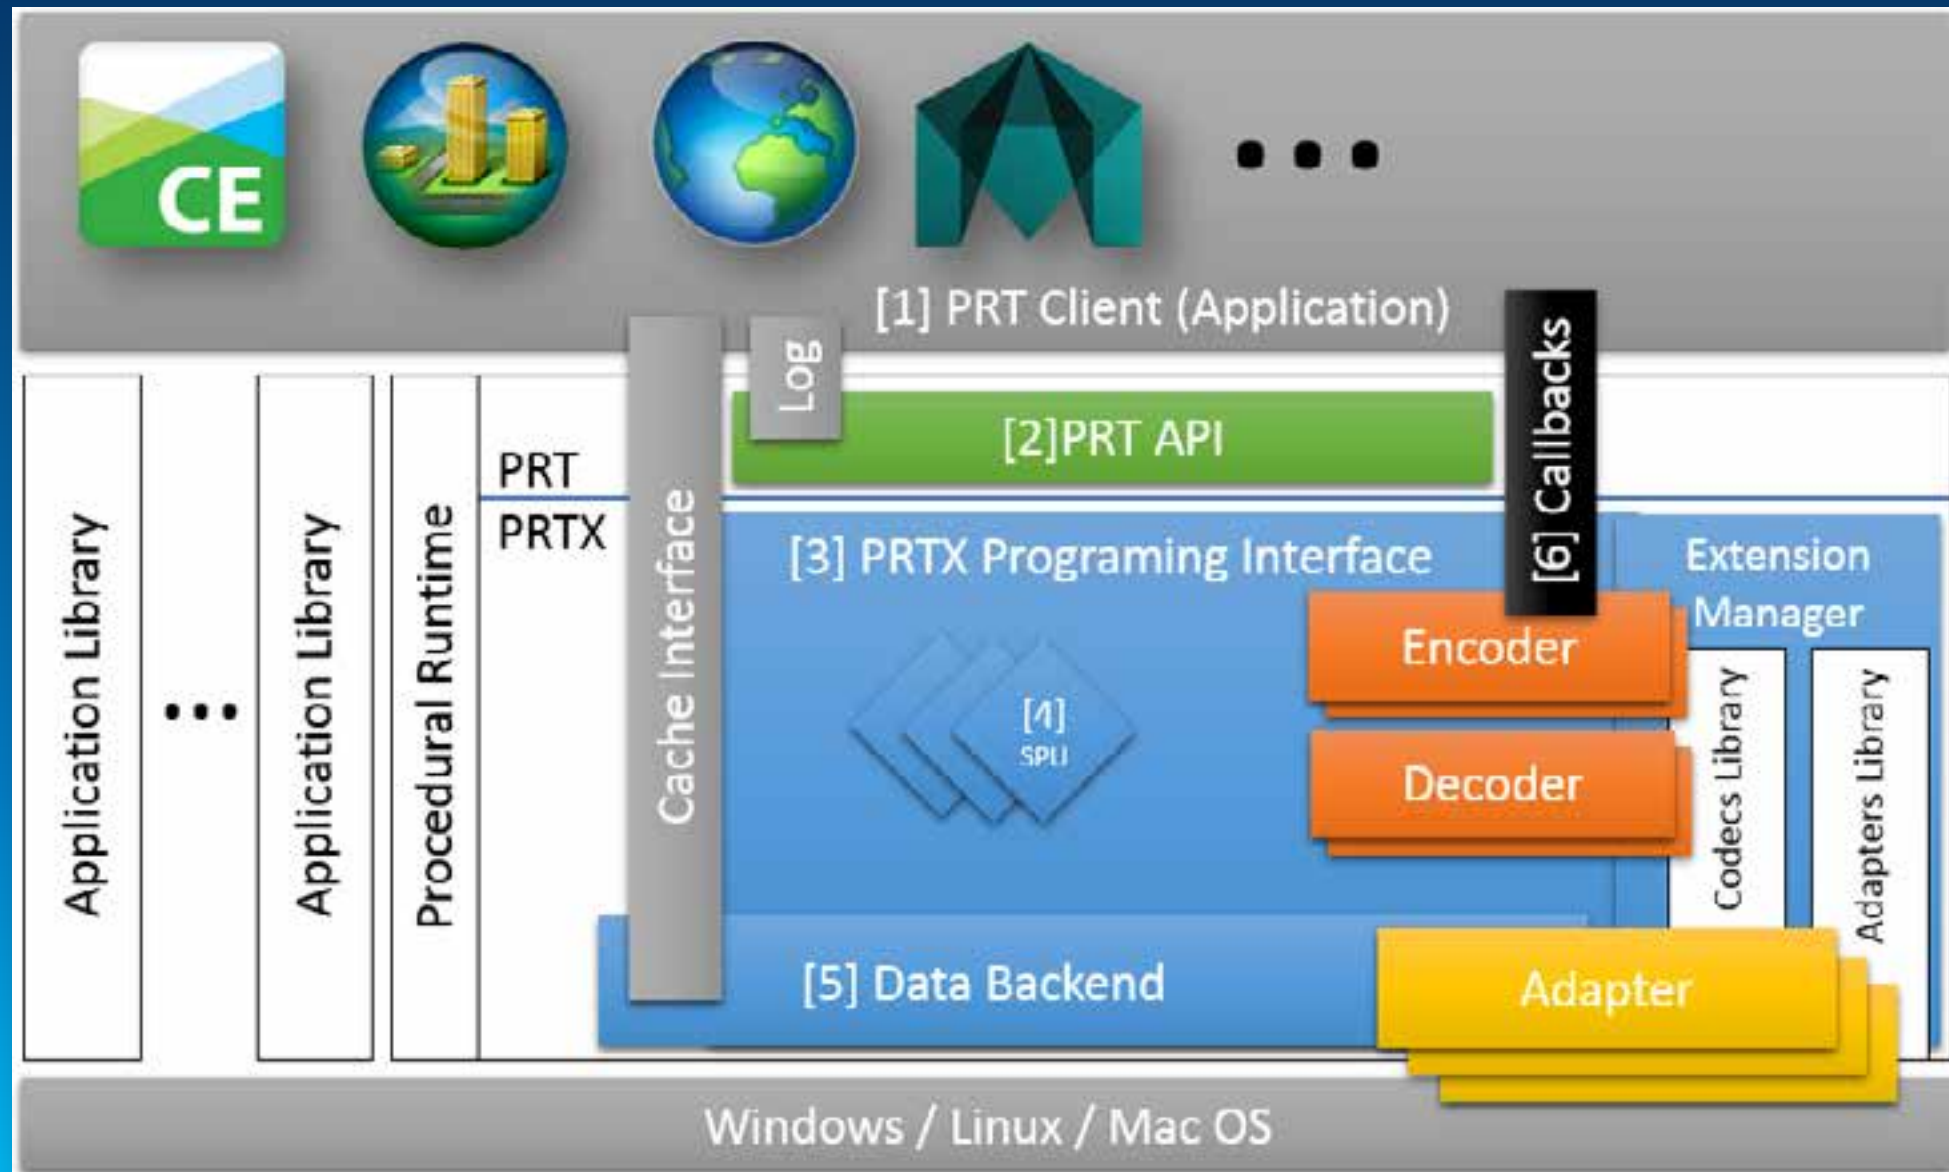 CE
[1] PRT Client (Application)
Log
[6] Callbacks
[2]PRT API
PRT
PRTX
Application Library
Application Library
Procedural Runtime
Cache Interface
[3] PRTX Programing Interface
Extension
Manager
Encoder
[4]
SPU
Decoder
Codecs Library
Adapters Library
[5] Data Backend
Adapter
Windows / Linux / Mac OS